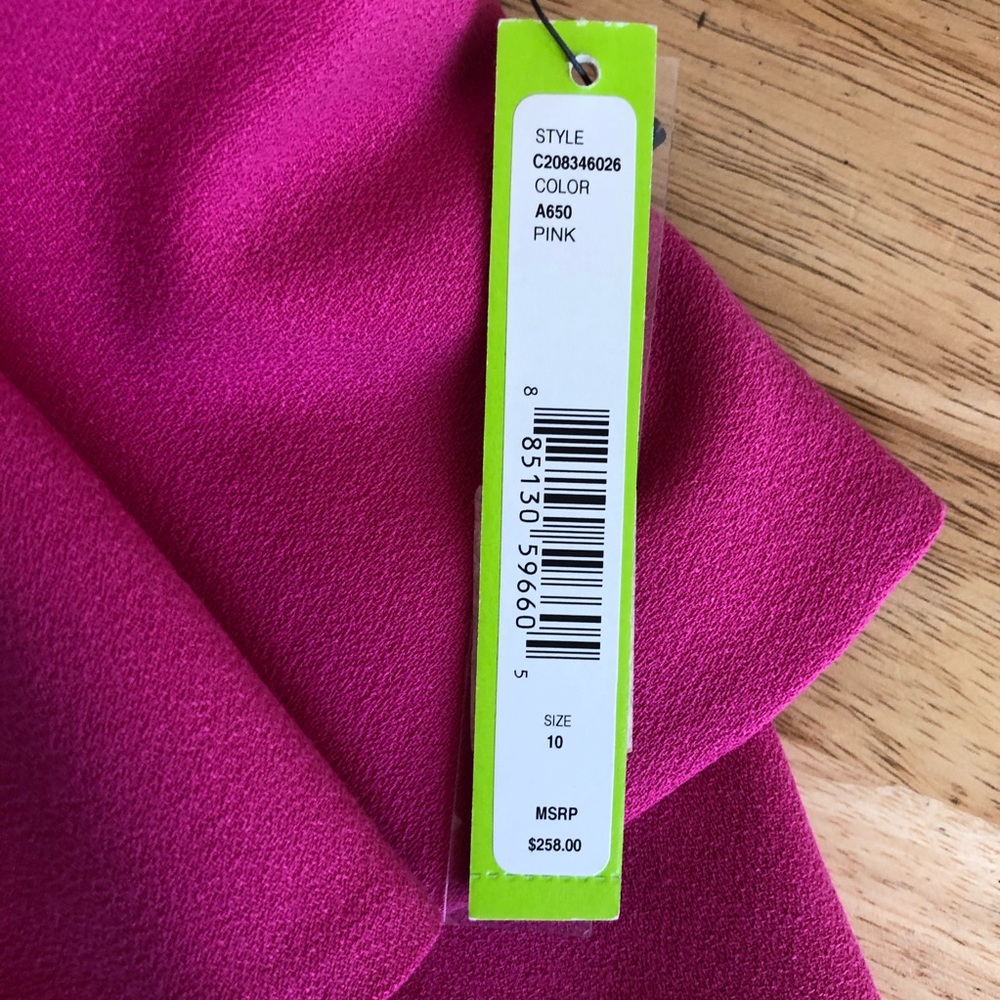 STYLE
C208346026
COLOR
A650
PINK
8 85130 59660 5
SIZE
10
MSRP
$258.00